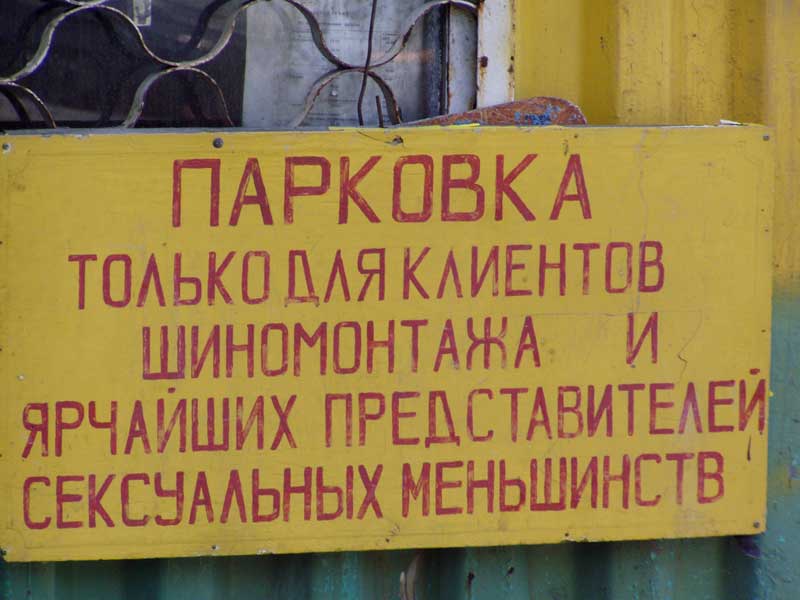 ПАРКОВКА
ТОЛЬКО ДЛЯ КЛИЕНТОВ
ШИНОМОНТАЖА И
ЯРЧАЙШИХ ПРЕДСТАВИТЕЛЕЙ
СЕКСУАЛЬНЫХ МЕНЬШИНСТВ